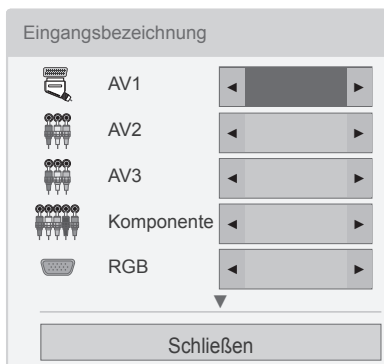 Eingangsbezeichnung
AV1
AV2
AV3
Komponente
RGB
Schließen